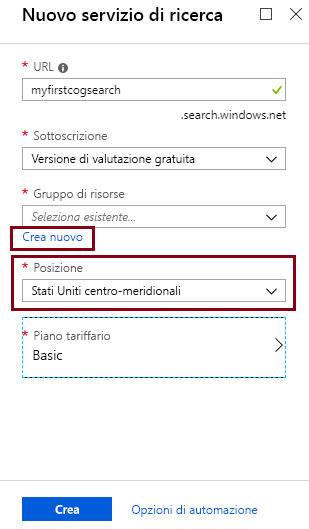 Nuovo servizio di ricerca
* URL
myfirstcogsearch
.search.windows.net
* Sottoscrizione
Versione di valutazione gratuita
* Gruppo di risorse
Seleziona esistente...
Crea nuovo
* Posizione
Stati Uniti centro-meridionali
* Piano tariffario
Basic
Crea
Opzioni di automazione